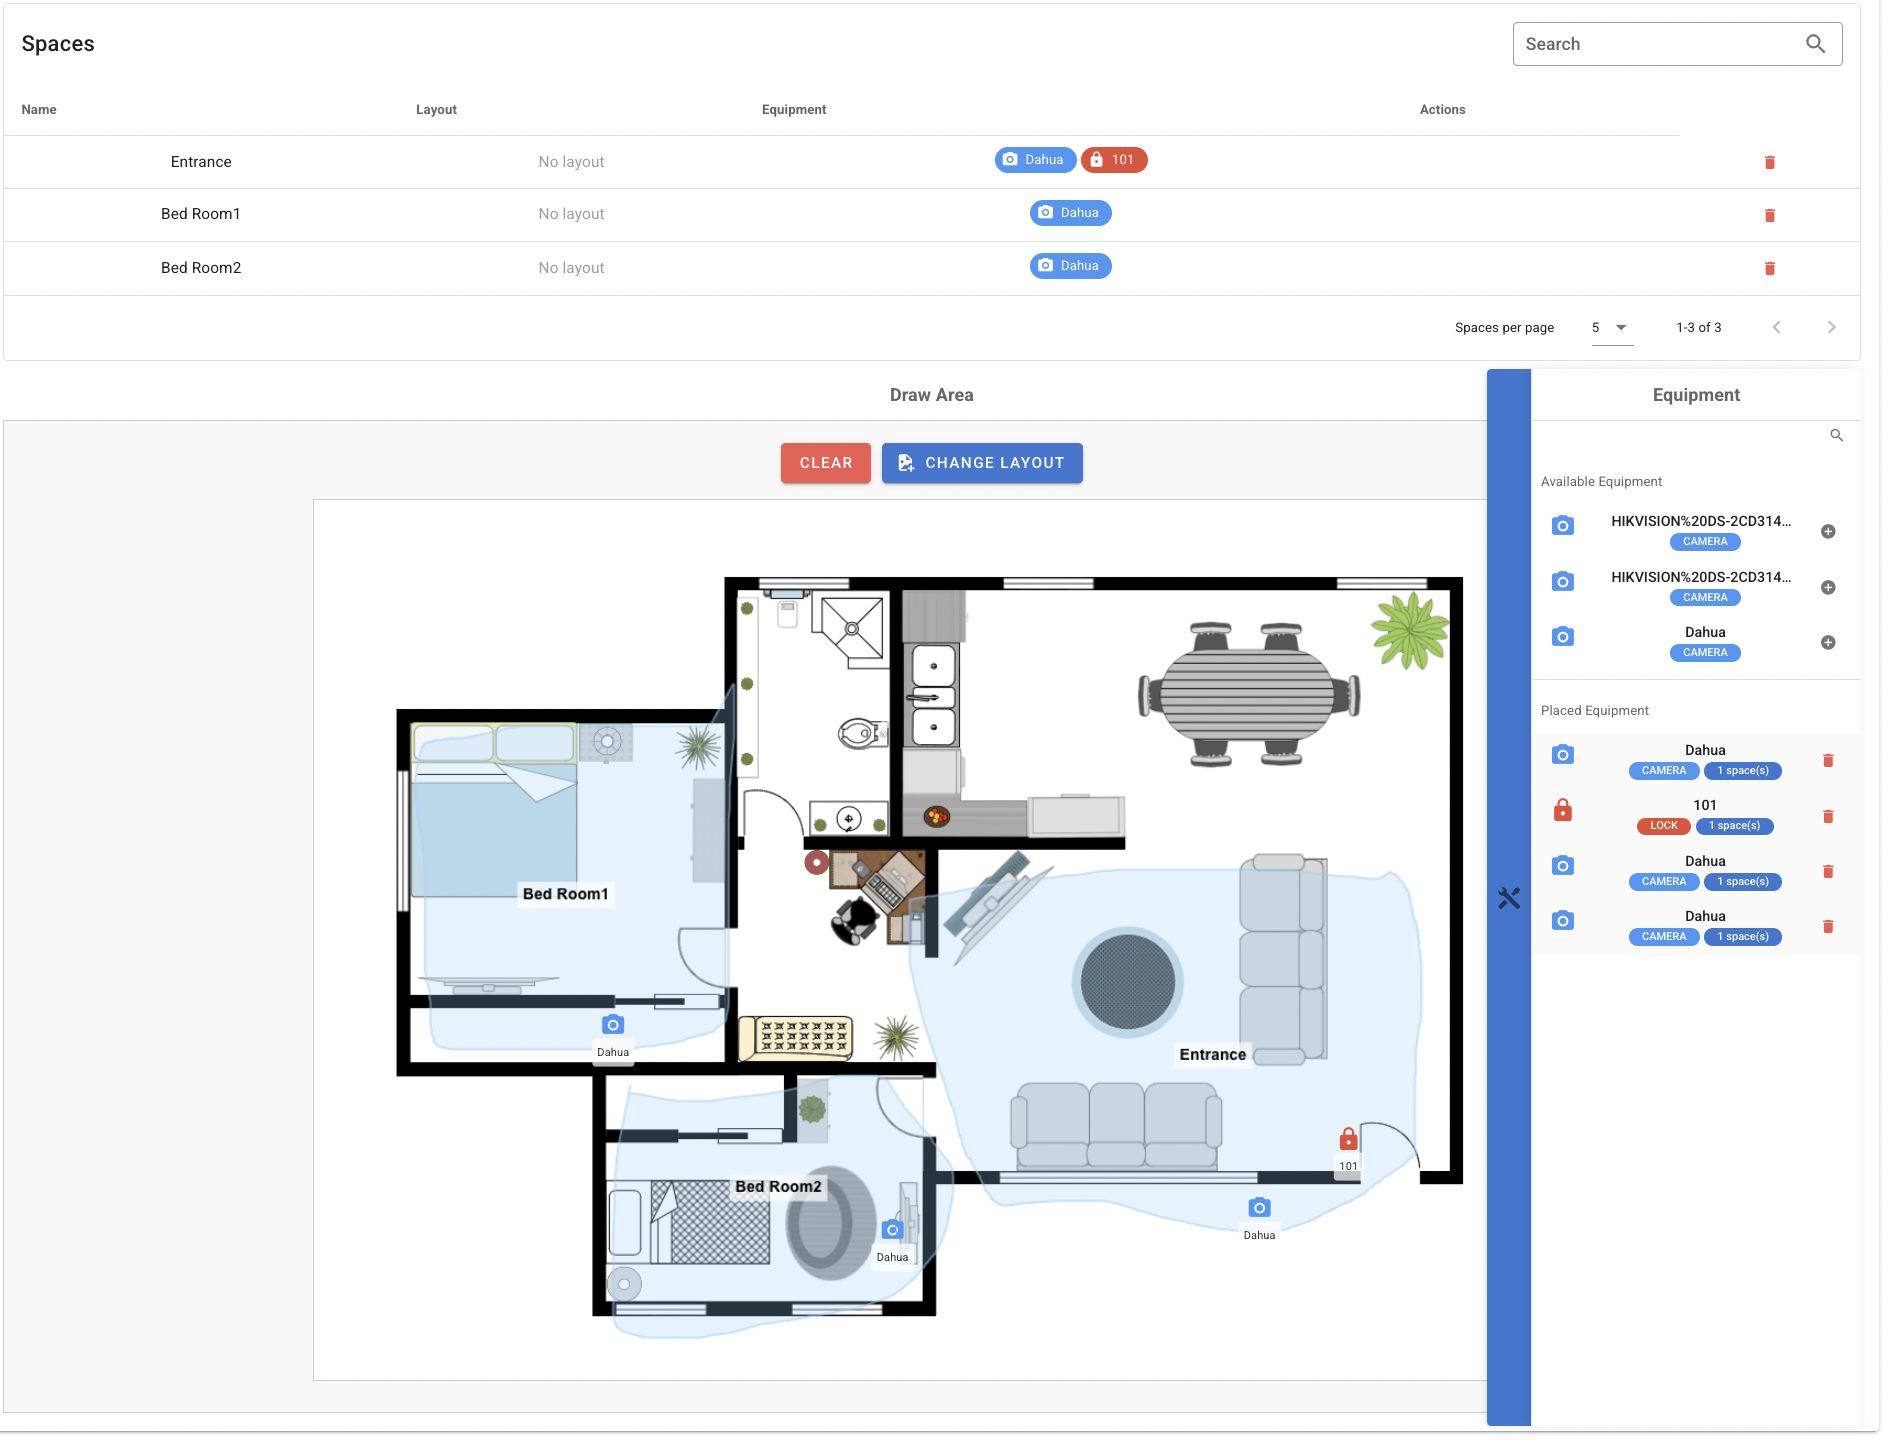 Spaces
Search
Name Layout Equipment Actions
Entrance No layout Dahua 101
Bed Room1 No layout Dahua
Bed Room2 No layout Dahua
Spaces per page 5 1-3 of 3
Draw Area
CLEAR CHANGE LAYOUT
Bed Room1
Dahua
Entrance
101
Dahua
Bed Room2
Dahua
Equipment
Available Equipment
HIKVISION%20DS-2CD314...
CAMERA
HIKVISION%20DS-2CD314...
CAMERA
Dahua
CAMERA
Placed Equipment
Dahua
CAMERA 1 space(s)
101
LOCK 1 space(s)
Dahua
CAMERA 1 space(s)
Dahua
CAMERA 1 space(s)